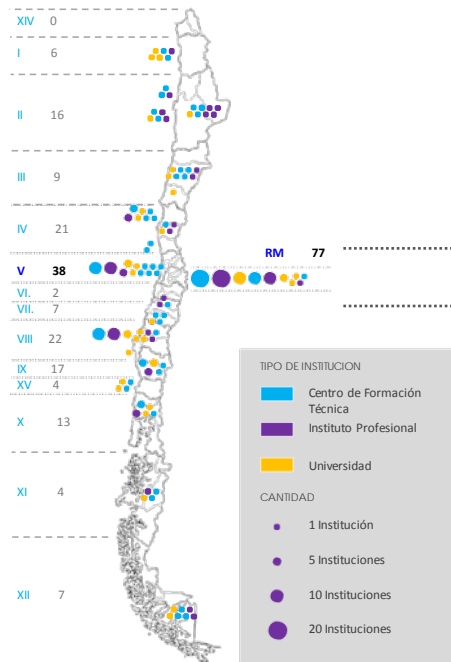 XIV 0
I 6
II 16
III 9
IV 21
RM 77
V 38
VI. 2
VII. 7
VIII 22
IX 17
XV 4
X 13
XI 4
XII 7
TIPO DE INSTITUCION
Centro de Formación
Técnica
Instituto Profesional
Universidad
CANTIDAD
1 Institución
5 Instituciones
10 Instituciones
20 Instituciones